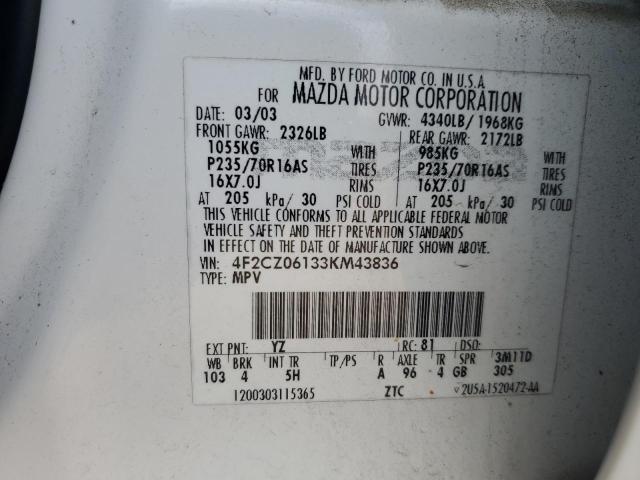 MFD. BY FORD MOTOR CO. IN U.S.A
FOR MAZDA MOTOR CORPORATION
DATE: 03/03 GVWR: 4340LB/ 1968KG
FRONT GAWR: 2326LB REAR GAWR: 2172LB
1055KG WITH 985KG WITH
P235/70R16AS TIRES P235/70R16AS TIRES
16X7.0J RIMS 16X7.0J RIMS
AT 205 kPa/ 30 PSI COLD AT 205 kPa/ 30 PSI COLD
THIS VEHICLE CONFORMS TO ALL APPLICABLE FEDERAL MOTOR
VEHICLE SAFETY AND THEFT PREVENTION STANDARDS
IN EFFECT ON THE DATE OF MANUFACTURE SHOWN ABOVE.
VIN: 4F2CZ06133KM43836
TYPE: MPV
EXT PNT: YZ RC: 81 DSO:
WB BRK INT TR TP/PS R AXLE TR SPR 3M11D
103 4 5H A 96 4 GB 305
1200303115365 ZTC 2U5A-1520472-AA